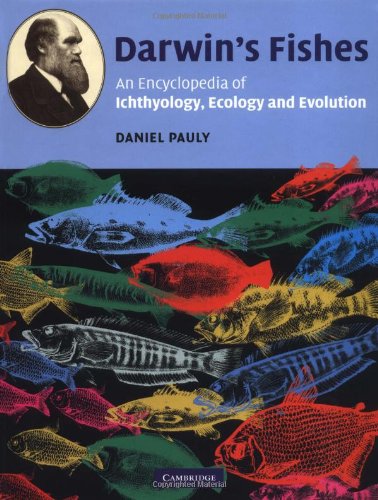 Darwin's Fishes
An Encyclopedia of
Ichthyology, Ecology and Evolution
DANIEL PAULY
CAMBRIDGE